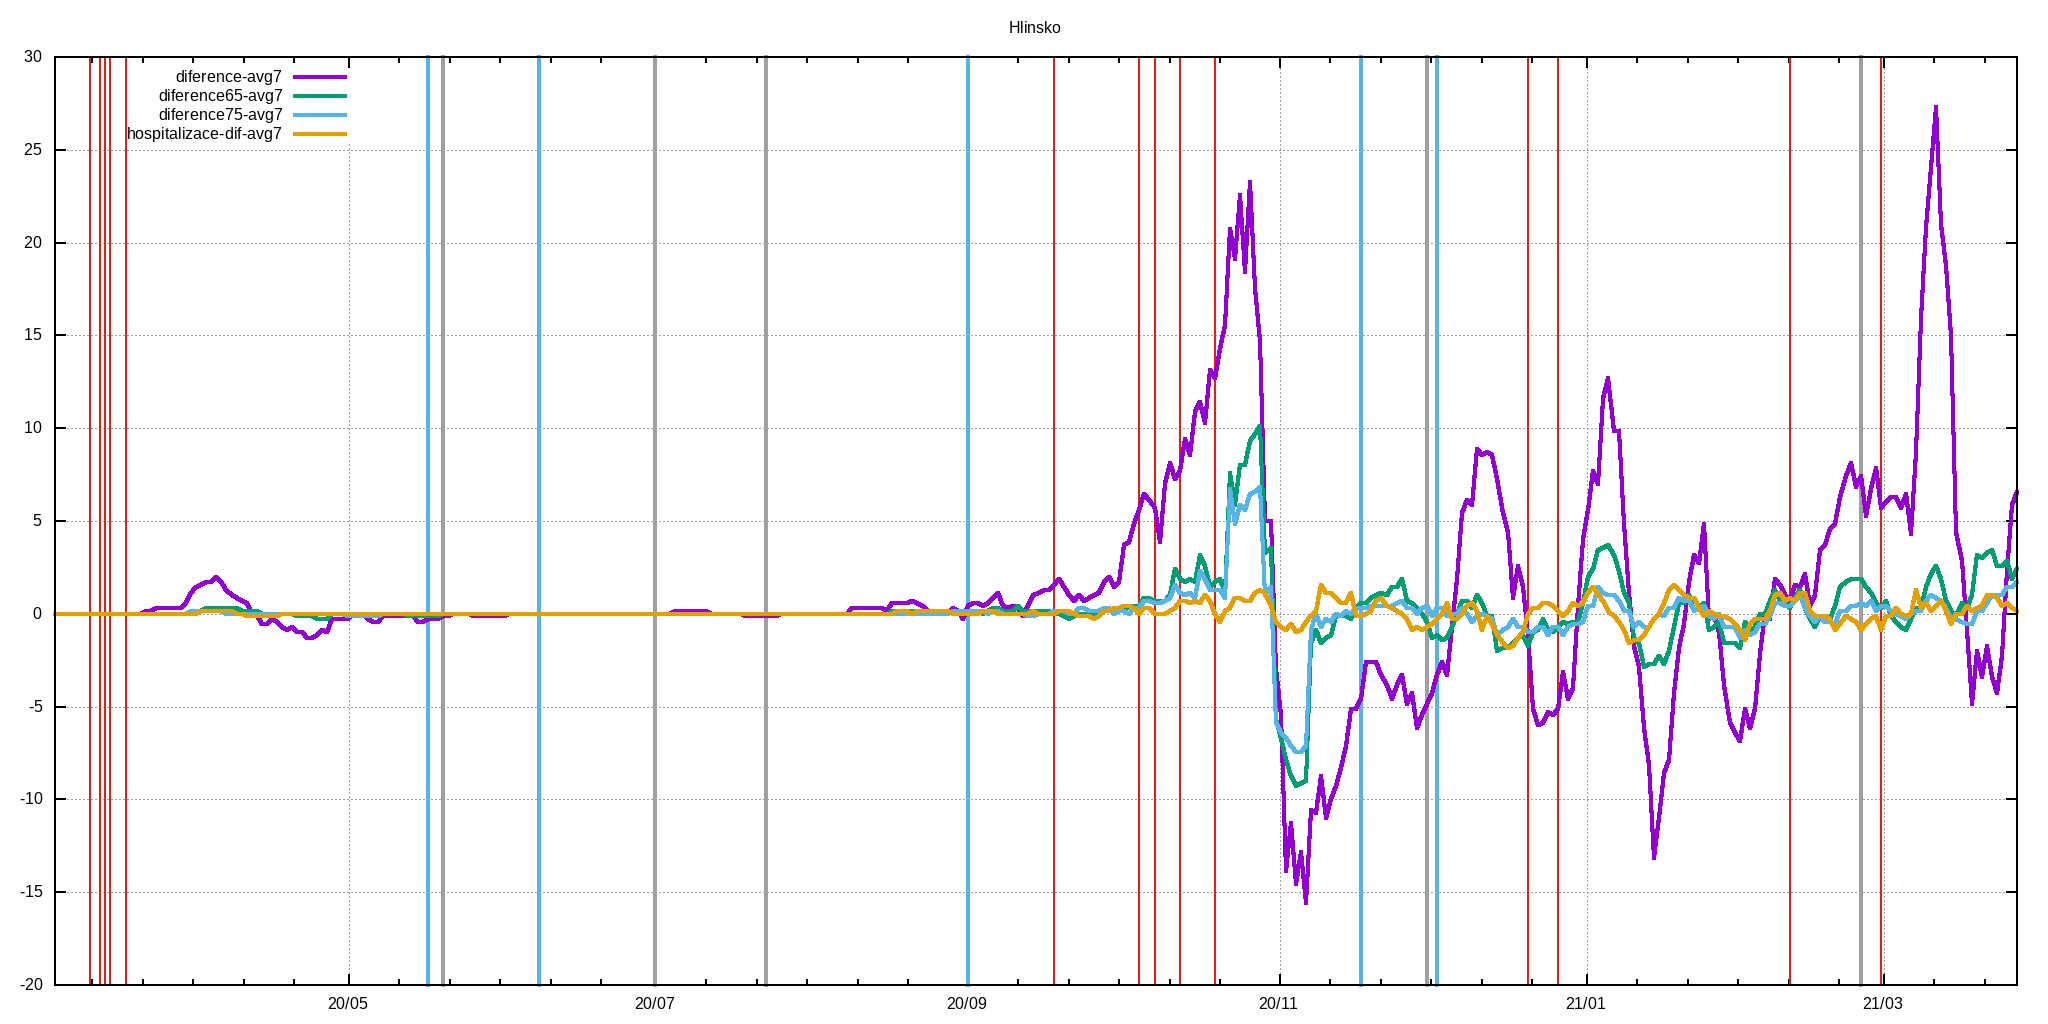 Hlinsko
30
25
20
15
10
5
0
-5
-10
-15
-20
diference-avg7
diference65-avg7
diference75-avg7
hospitalizace-dif-avg7
20/05 20/07 20/09 20/11 21/01 21/03